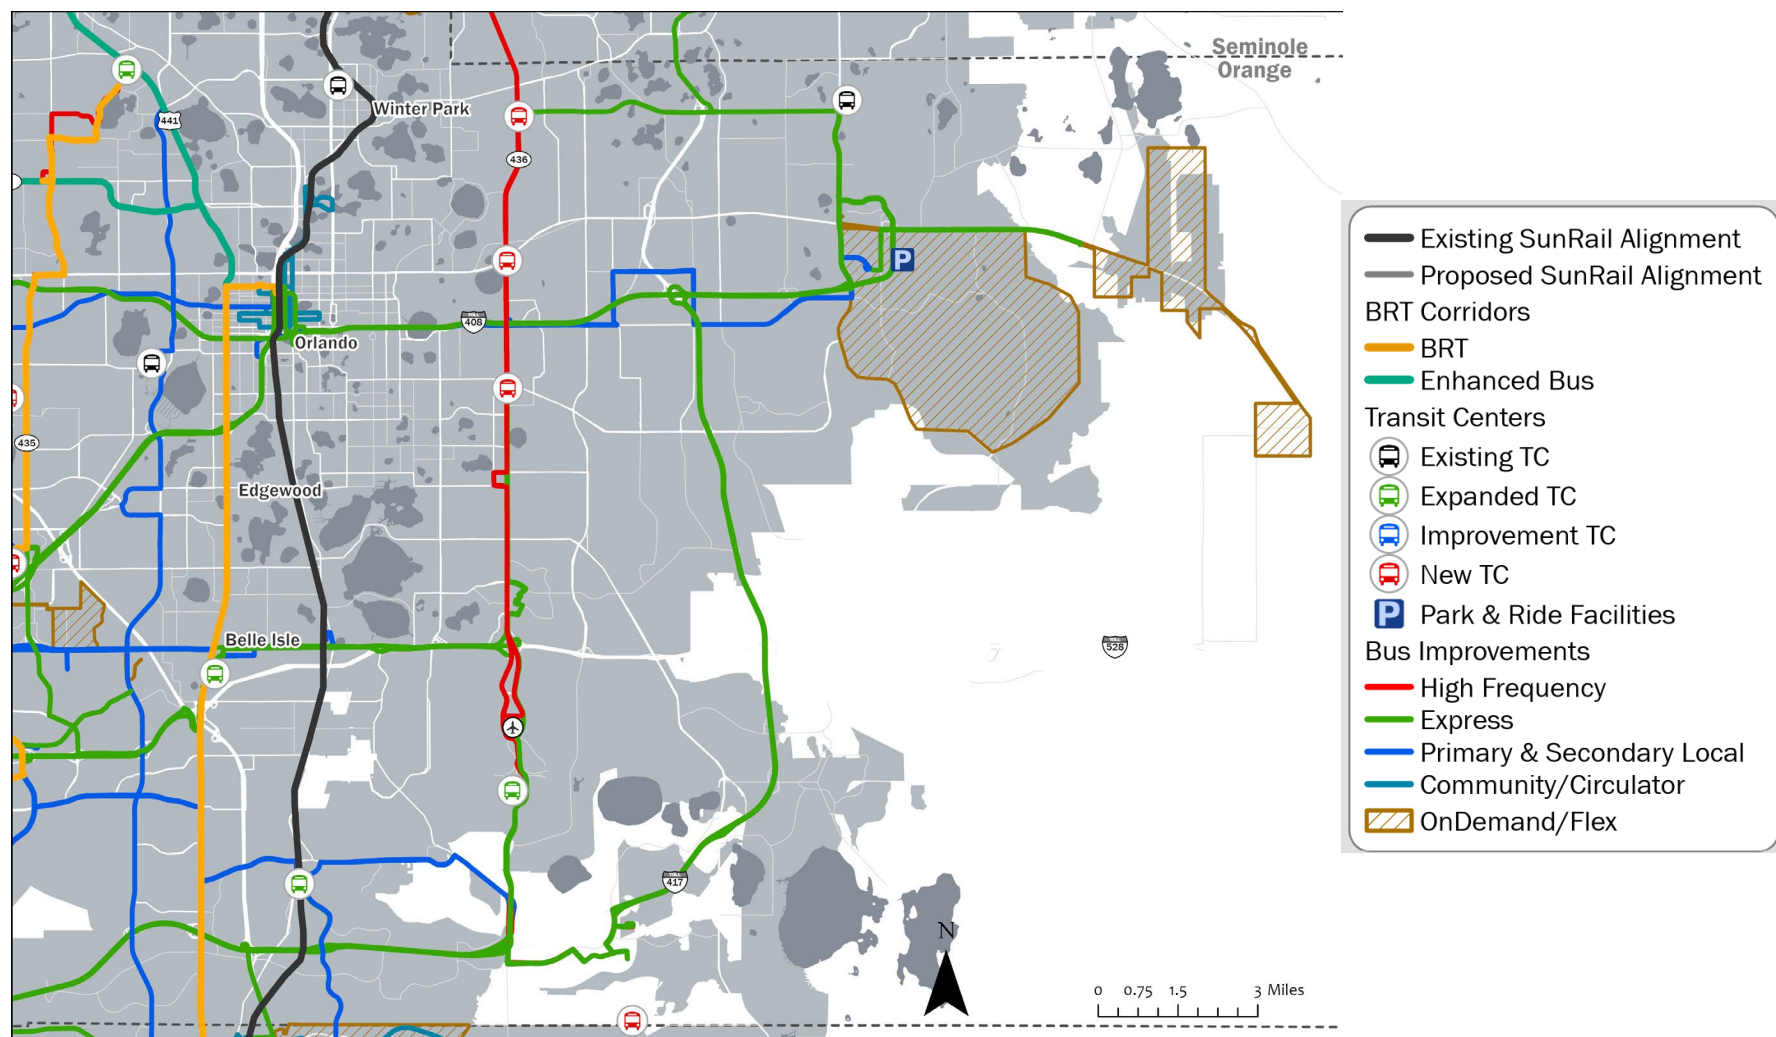 Seminole
Orange
Winter Park
441
436
TOLL
408
Orlando
435
Edgewood
Belle Isle
TOLL
528
TOLL
417
N
0 0.75 1.5 3 Miles
P
Existing SunRail Alignment
Proposed SunRail Alignment
BRT Corridors
BRT
Enhanced Bus
Transit Centers
Existing TC
Expanded TC
Improvement TC
New TC
P Park & Ride Facilities
Bus Improvements
High Frequency
Express
Primary & Secondary Local
Community/Circulator
OnDemand/Flex